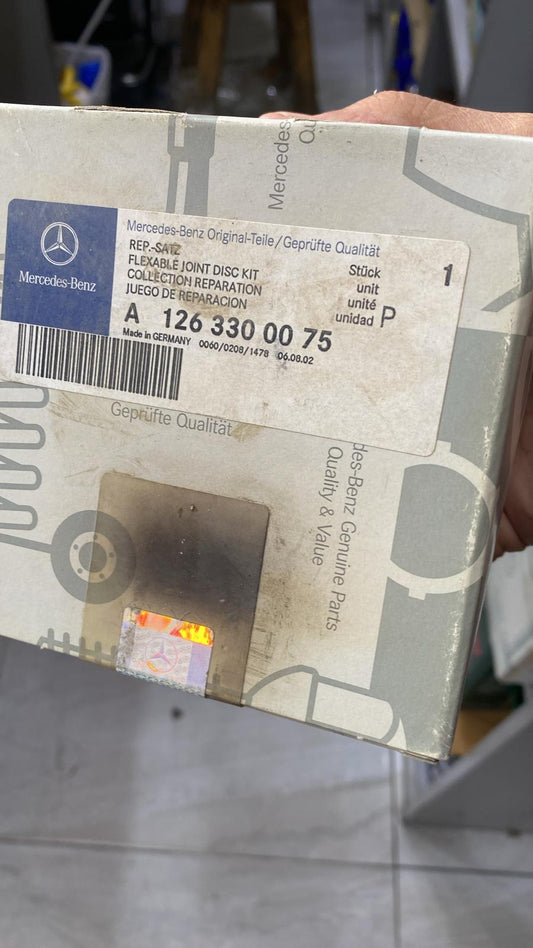 Mercedes
Qu
Mercedes-Benz
Mercedes-Benz Original-Teile/Geprüfte Qualität
REP.-SATZ
FLEXABLE JOINT DISC KIT
COLLECTION REPARATION
JUEGO DE REPARACION
Stück
unit
unité
unidad P
1
A 126 330 00 75
Made in GERMANY 0060/0208/1478 06.08.02
Geprüfte Qualität
des-Benz Genuine Parts
Quality & Value